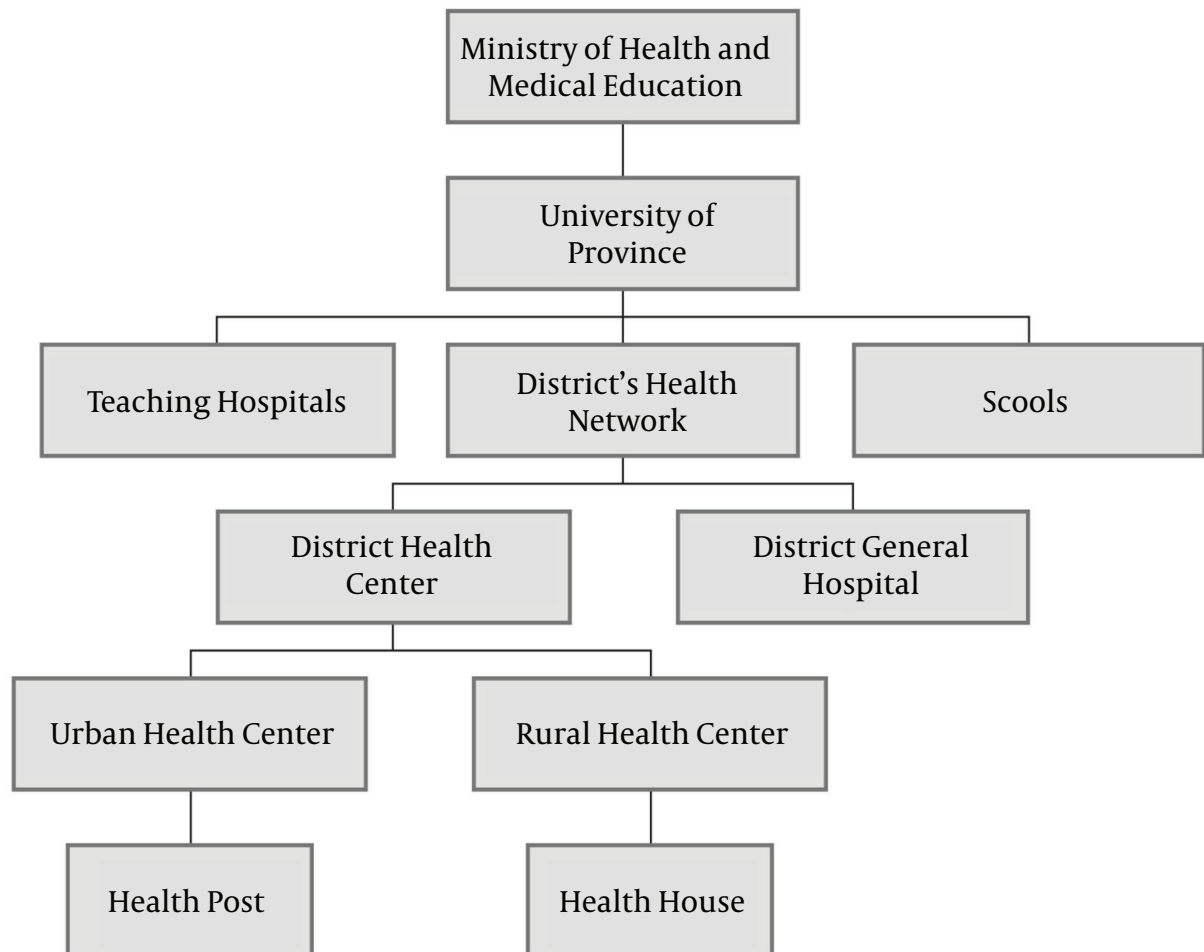 Ministry of Health and
Medical Education
University of
Province
Teaching Hospitals
District’s Health
Network
Scools
District Health
Center
District General
Hospital
Urban Health Center
Rural Health Center
Health Post
Health House